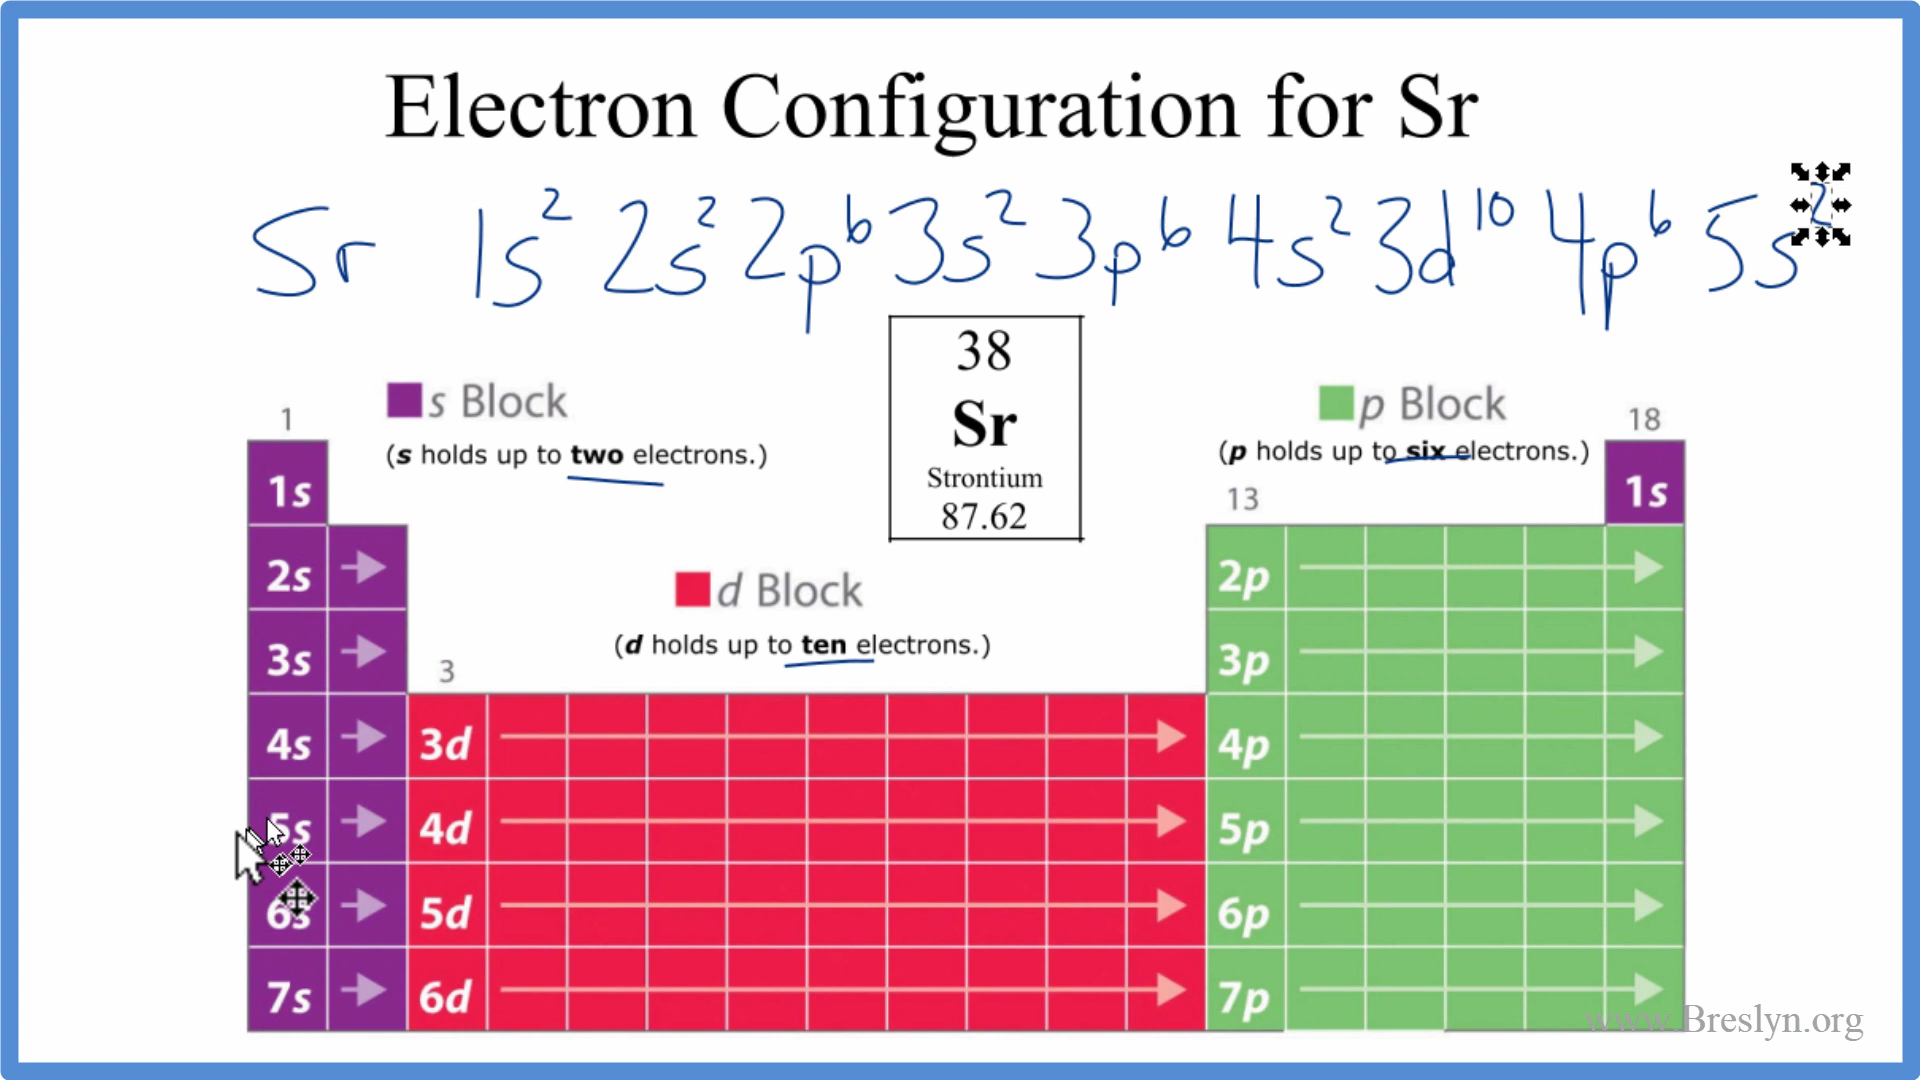 Electron Configuration for Sr
Sr 1s² 2s² 2p⁶ 3s² 3p⁶ 4s² 3d¹⁰ 4p⁶ 5s²
38
Sr
Strontium
87.62
s Block
(s holds up to two electrons.)
p Block
(p holds up to six electrons.)
d Block
(d holds up to ten electrons.)
1 18
1s 1s
13
2s 2p
3s 3p
3
4s 3d 4p
5s 4d 5p
6s 5d 6p
7s 6d 7p
www.Breslyn.org